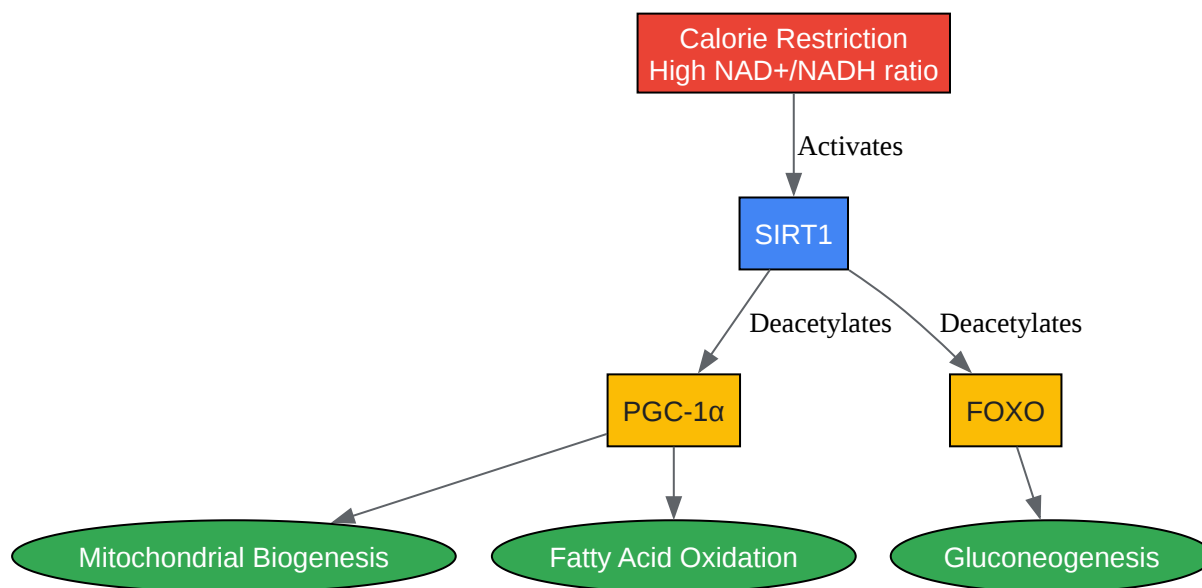 Calorie Restriction
High NAD+/NADH ratio
Activates
SIRT1
Deacetylates
Deacetylates
PGC-1α
FOXO
Mitochondrial Biogenesis
Fatty Acid Oxidation
Gluconeogenesis